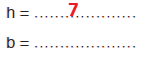 h = .......7............
b = ....................